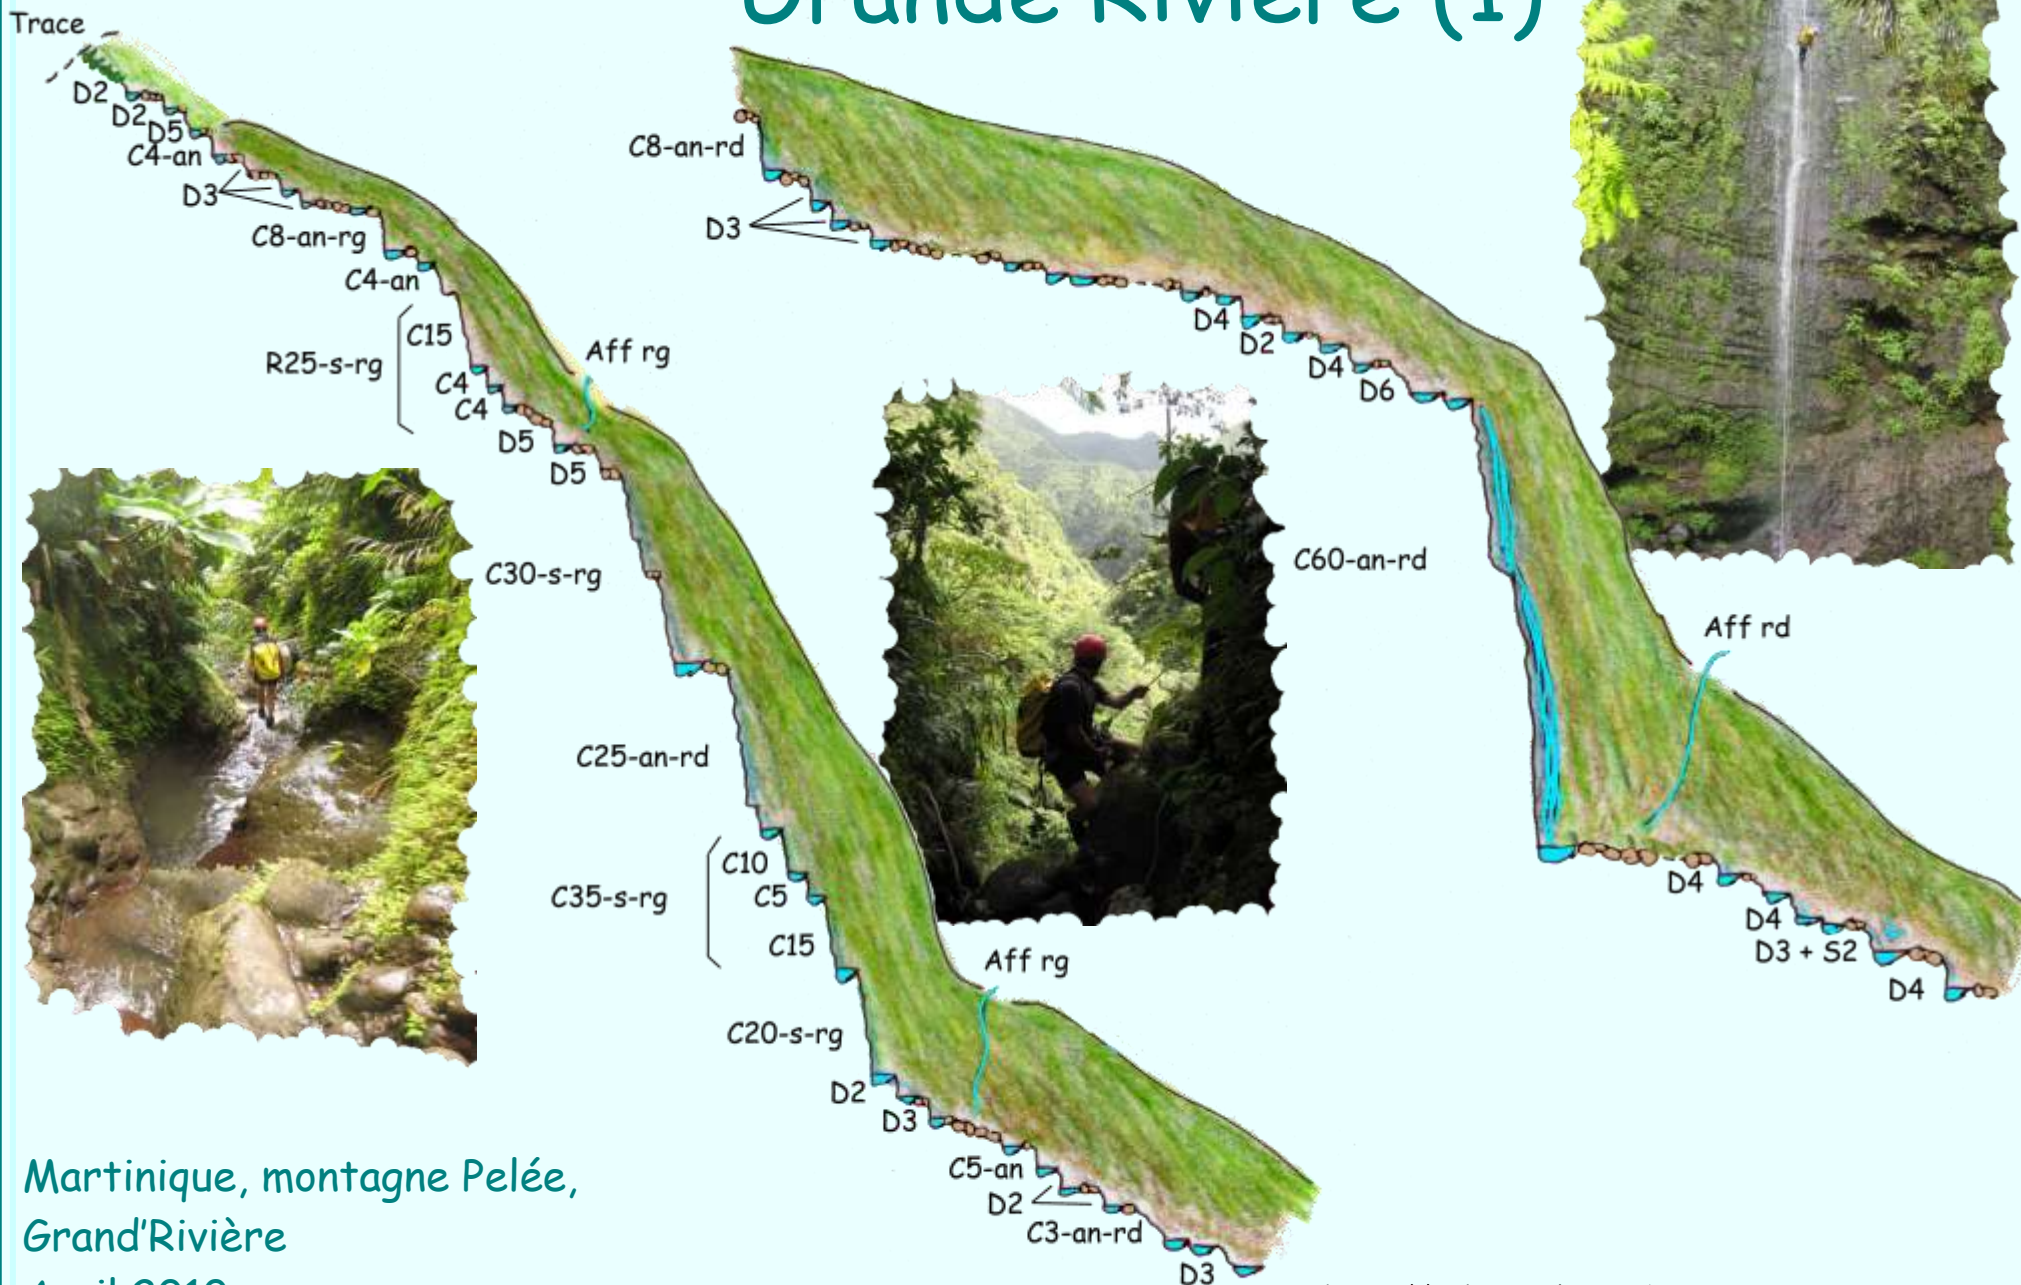 Grande Rivière (1)
Trace
D2
D2
D5
C4-an
D3
C8-an-rg
C4-an
R25-s-rg
C15
C4
C4
Aff rg
D5
D5
C30-s-rg
C25-an-rd
C35-s-rg
C10
C5
C15
C20-s-rg
Aff rg
D2
D3
C5-an
D2
C3-an-rd
D3
C8-an-rd
D3
D4
D2
D4
D6
C60-an-rd
Aff rd
D4
D4
D3 + S2
D4
Martinique, montagne Pelée,
Grand'Rivière